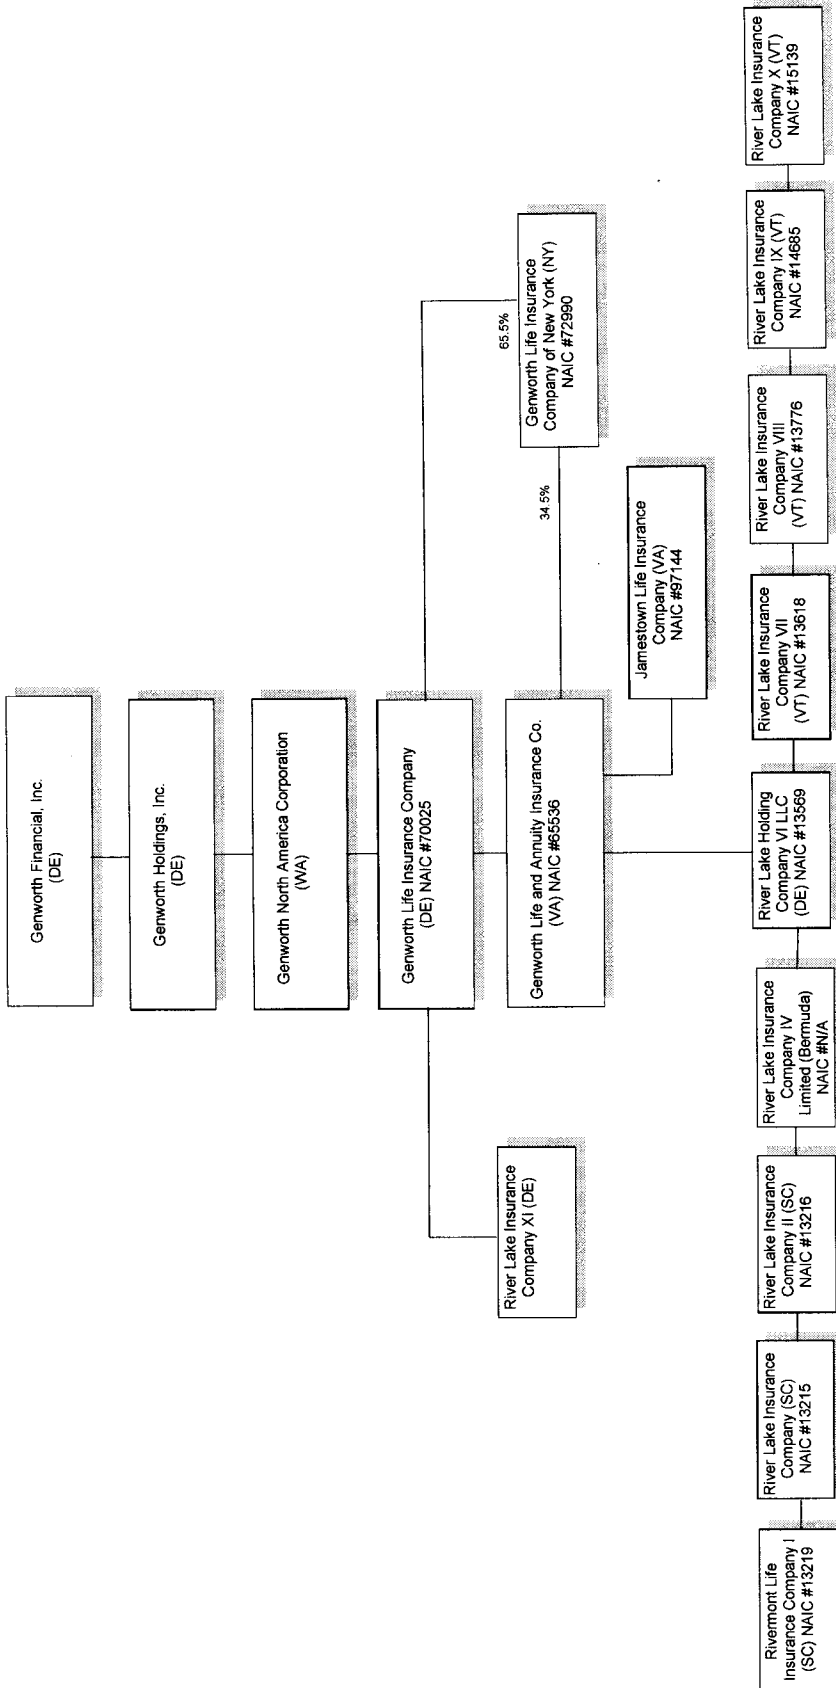 Genworth Financial, Inc.
(DE)
Genworth Holdings, Inc.
(DE)
Genworth North America Corporation
(WA)
Genworth Life Insurance Company
(DE) NAIC #70025
River Lake Insurance
Company XI (DE)
Genworth Life and Annuity Insurance Co.
(VA) NAIC #65536
34.5%
65.5%
Genworth Life Insurance
Company of New York (NY)
NAIC #72990
Jamestown Life Insurance
Company (VA)
NAIC #97144
Rivermont Life
Insurance Company I
(SC) NAIC #13219
River Lake Insurance
Company (SC)
NAIC #13215
River Lake Insurance
Company II (SC)
NAIC #13216
River Lake Insurance
Company IV
Limited (Bermuda)
NAIC #N/A
River Lake Holding
Company VI LLC
(DE) NAIC #13569
River Lake Insurance
Company VII
(VT) NAIC #13618
River Lake Insurance
Company VIII
(VT) NAIC #13776
River Lake Insurance
Company IX (VT)
NAIC #14685
River Lake Insurance
Company X (VT)
NAIC #15139